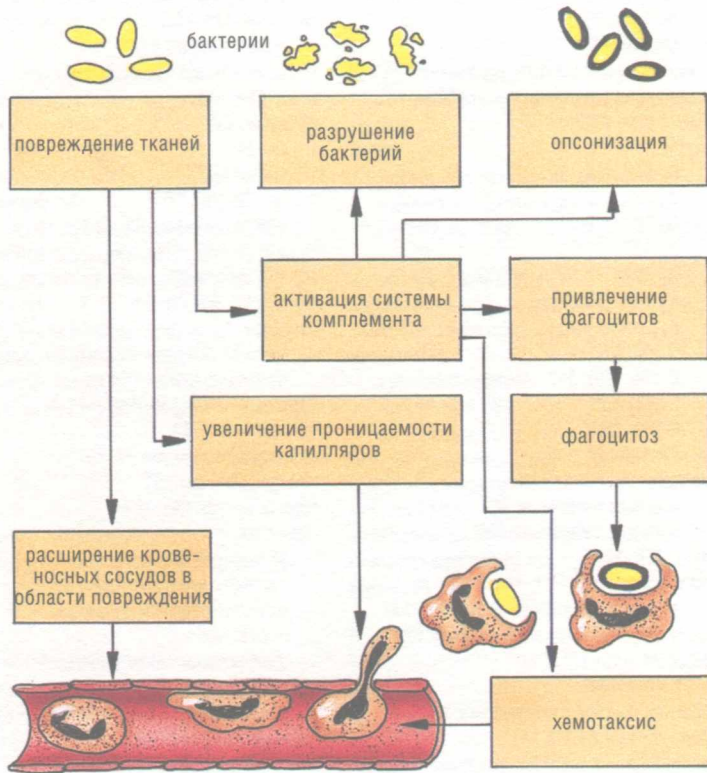 бактерии
повреждение тканей
разрушение
бактерий
опсонизация
активация системы
комплемента
привлечение
фагоцитов
увеличение проницаемости
капилляров
фагоцитоз
расширение крове-
носных сосудов в
области повреждения
хемотаксис